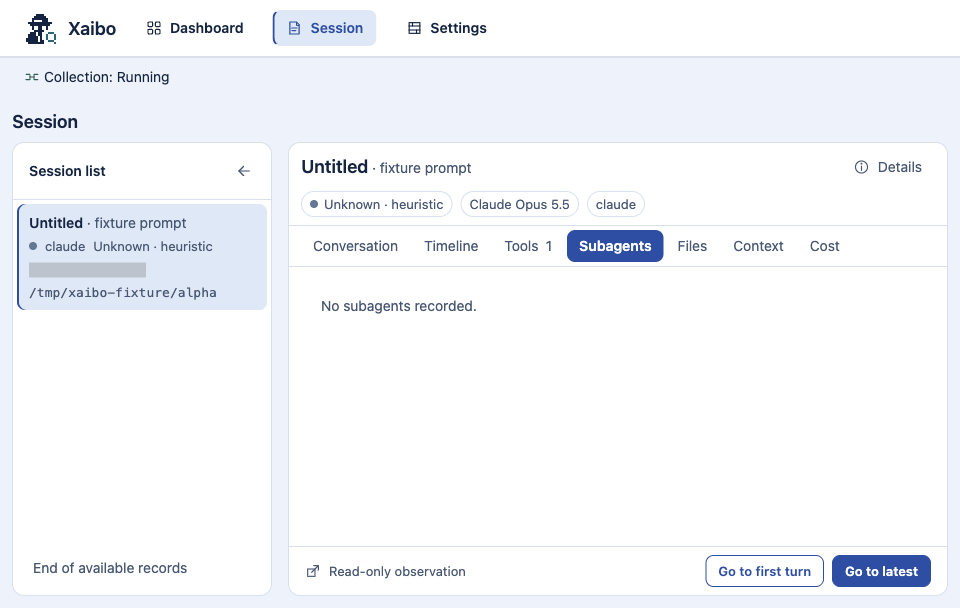 Xaibo
Dashboard
Session
Settings
Collection: Running
Session
Session list
Untitled · fixture prompt
claude Unknown · heuristic
/tmp/xaibo-fixture/alpha
End of available records
Untitled · fixture prompt
Details
Unknown · heuristic
Claude Opus 5.5
claude
Conversation
Timeline
Tools 1
Subagents
Files
Context
Cost
No subagents recorded.
Read-only observation
Go to first turn
Go to latest